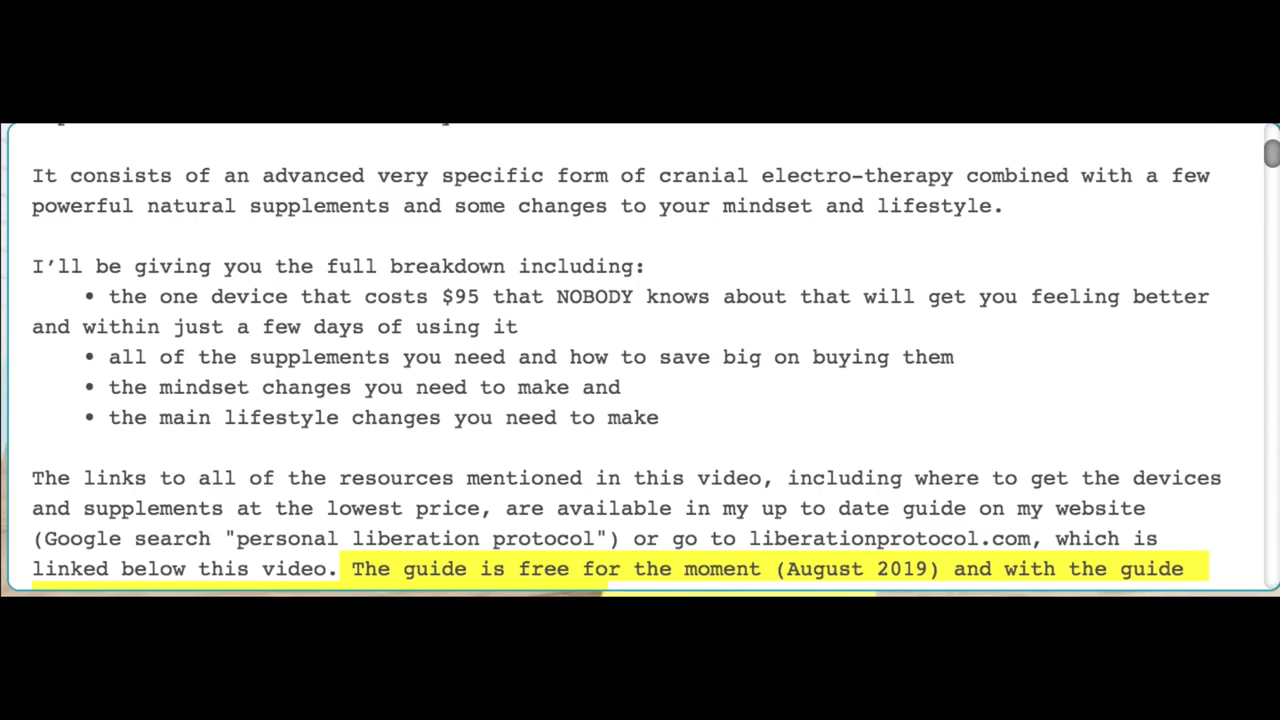 It consists of an advanced very specific form of cranial electro-therapy combined with a few
powerful natural supplements and some changes to your mindset and lifestyle.
I’ll be giving you the full breakdown including:
• the one device that costs $95 that NOBODY knows about that will get you feeling better
and within just a few days of using it
• all of the supplements you need and how to save big on buying them
• the mindset changes you need to make and
• the main lifestyle changes you need to make
The links to all of the resources mentioned in this video, including where to get the devices
and supplements at the lowest price, are available in my up to date guide on my website
(Google search "personal liberation protocol") or go to liberationprotocol.com, which is
linked below this video. The guide is free for the moment (August 2019) and with the guide